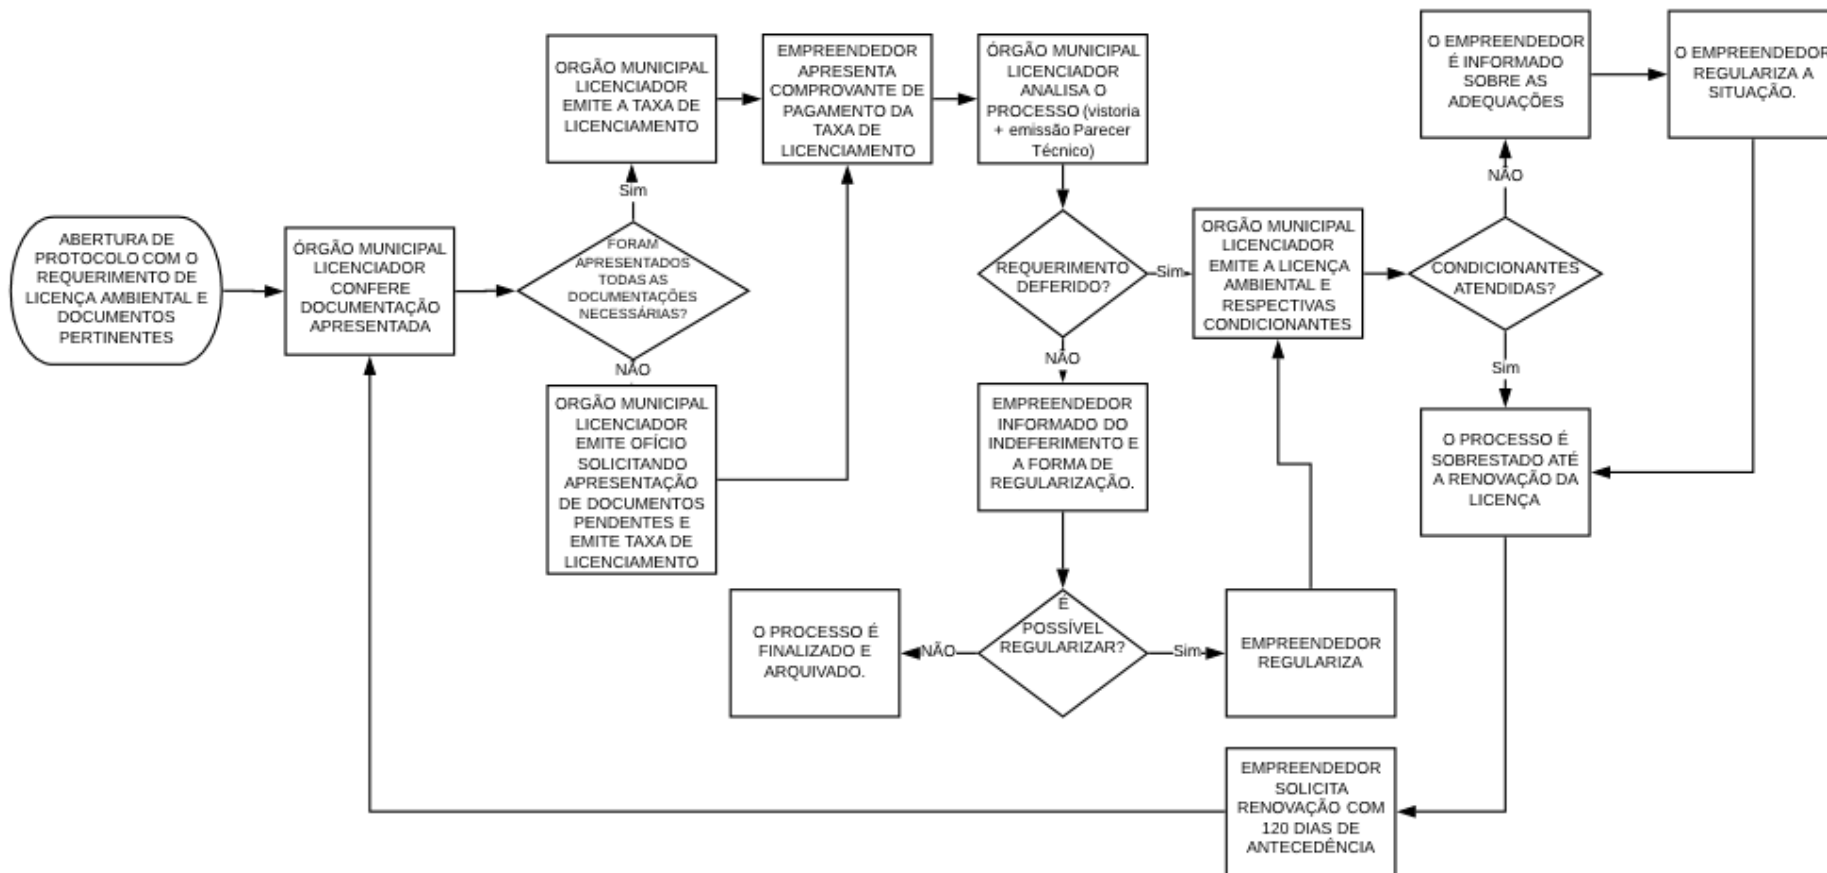 ABERTURA DE
PROTOCOLO COM O
REQUERIMENTO DE
LICENÇA AMBIENTAL E
DOCUMENTOS
PERTINENTES
ÓRGÃO MUNICIPAL
LICENCIADOR
CONFERE
DOCUMENTAÇÃO
APRESENTADA
FORAM
APRESENTADOS
TODAS AS
DOCUMENTAÇÕES
NECESSÁRIAS?
Sim
ORGÃO MUNICIPAL
LICENCIADOR
EMITE A TAXA DE
LICENCIAMENTO
NÃO
ORGÃO MUNICIPAL
LICENCIADOR
EMITE OFÍCIO
SOLICITANDO
APRESENTAÇÃO
DE DOCUMENTOS
PENDENTES E
EMITE TAXA DE
LICENCIAMENTO
EMPREENDEDOR
APRESENTA
COMPROVANTE DE
PAGAMENTO DA
TAXA DE
LICENCIAMENTO
ÓRGÃO MUNICIPAL
LICENCIADOR
ANALISA O
PROCESSO (vistoria
+ emissão Parecer
Técnico)
REQUERIMENTO
DEFERIDO?
Sim
NÃO
EMPREENDEDOR
INFORMADO DO
INDEFERIMENTO E
A FORMA DE
REGULARIZAÇÃO.
É
POSSÍVEL
REGULARIZAR?
NÃO
O PROCESSO É
FINALIZADO E
ARQUIVADO.
Sim
EMPREENDEDOR
REGULARIZA
ORGÃO MUNICIPAL
LICENCIADOR
EMITE A LICENÇA
AMBIENTAL E
RESPECTIVAS
CONDICIONANTES
CONDICIONANTES
ATENDIDAS?
NÃO
O EMPREENDEDOR
É INFORMADO
SOBRE AS
ADEQUAÇÕES
O EMPREENDEDOR
REGULARIZA A
SITUAÇÃO.
Sim
O PROCESSO É
SOBRESTADO ATÉ
A RENOVAÇÃO DA
LICENÇA
EMPREENDEDOR
SOLICITA
RENOVAÇÃO COM
120 DIAS DE
ANTECEDÊNCIA